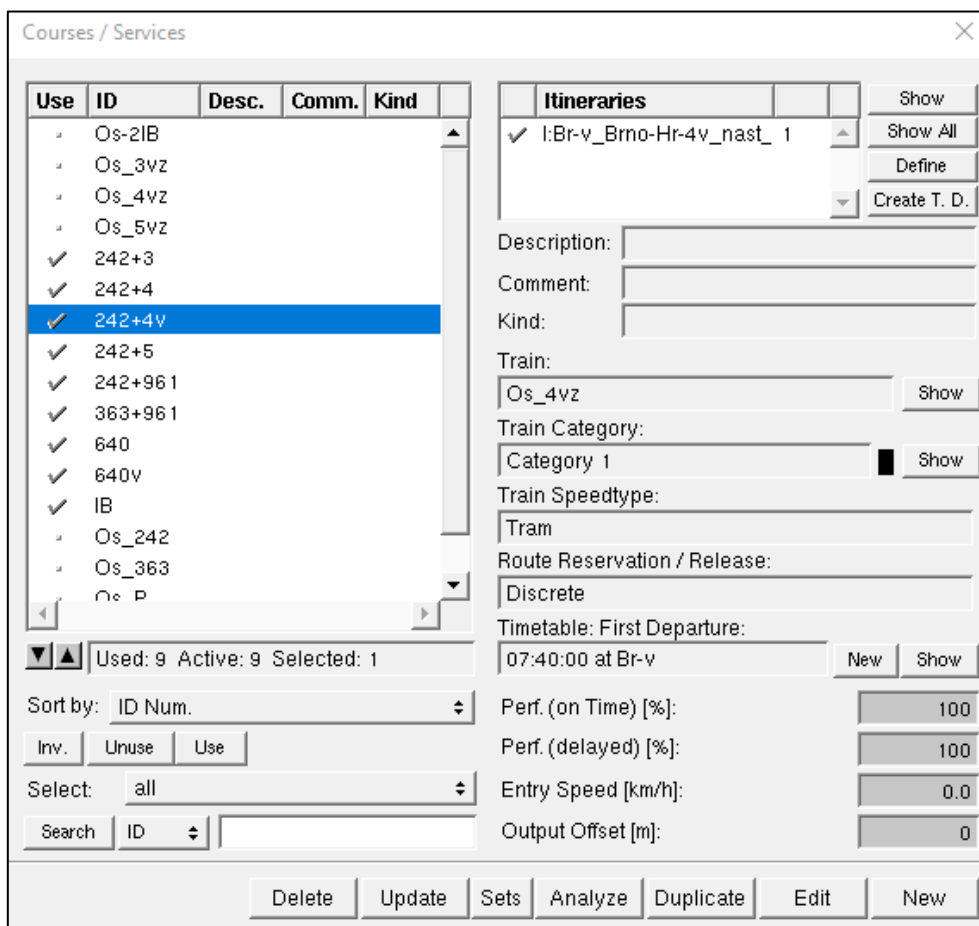 Courses / Services
Use ID Desc. Comm. Kind
Os-2IB
Os_3vz
Os_4vz
Os_5vz
242+3
242+4
242+4v
242+5
242+961
363+961
640
640v
IB
Os_242
Os_363
Os_P
Used: 9 Active: 9 Selected: 1
Sort by: ID Num.
Inv. Unuse Use
Select: all
Search ID
Itineraries
I:Br-v_Brno-Hr-4v_nast_ 1
Show
Show All
Define
Create T. D.
Description:
Comment:
Kind:
Train:
Os_4vz Show
Train Category:
Category 1 Show
Train Speedtype:
Tram
Route Reservation / Release:
Discrete
Timetable: First Departure:
07:40:00 at Br-v New Show
Perf. (on Time) [%]: 100
Perf. (delayed) [%]: 100
Entry Speed [km/h]: 0.0
Output Offset [m]: 0
Delete Update Sets Analyze Duplicate Edit New